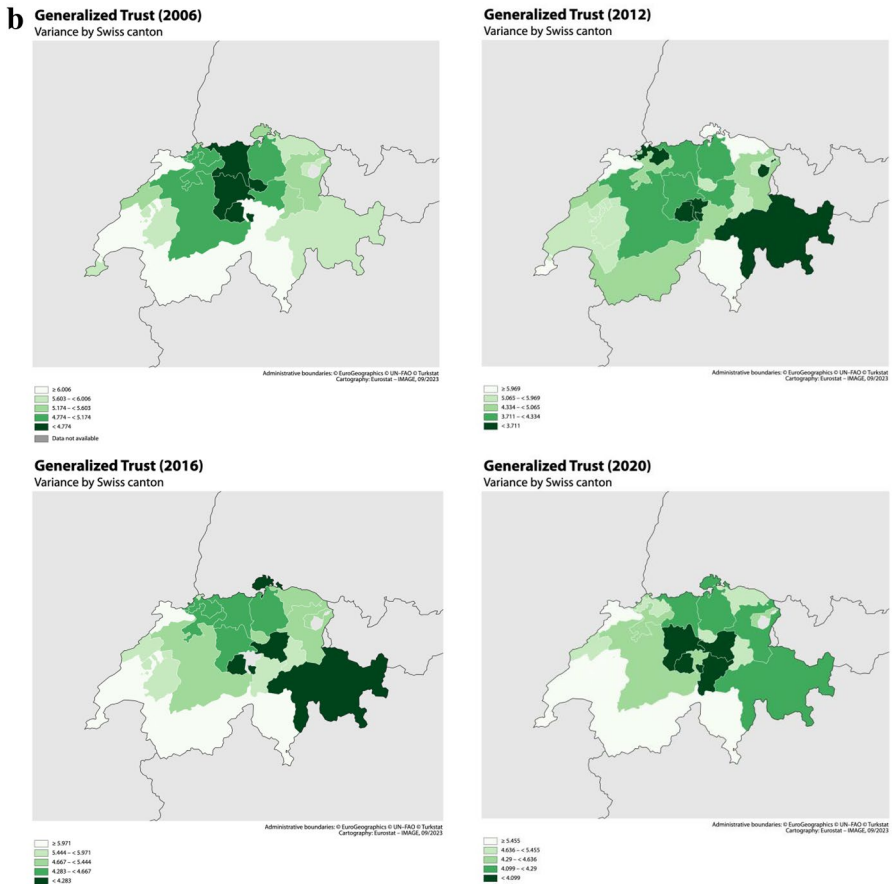 b
Generalized Trust (2006)
Variance by Swiss canton
Administrative boundaries: © EuroGeographics © UN–FAO © Turkstat
Cartography: Eurostat – IMAGE, 09/2023
≥ 6.006
5.603 – < 6.006
5.174 – < 5.603
4.774 – < 5.174
< 4.774
Data not available
Generalized Trust (2012)
Variance by Swiss canton
Administrative boundaries: © EuroGeographics © UN–FAO © Turkstat
Cartography: Eurostat – IMAGE, 09/2023
≥ 5.969
5.065 – < 5.969
4.334 – < 5.065
3.711 – < 4.334
< 3.711
Generalized Trust (2016)
Variance by Swiss canton
Administrative boundaries: © EuroGeographics © UN–FAO © Turkstat
Cartography: Eurostat – IMAGE, 09/2023
≥ 5.971
5.444 – < 5.971
4.667 – < 5.444
4.283 – < 4.667
< 4.283
Generalized Trust (2020)
Variance by Swiss canton
Administrative boundaries: © EuroGeographics © UN–FAO © Turkstat
Cartography: Eurostat – IMAGE, 09/2023
≥ 5.455
4.636 – < 5.455
4.29 – < 4.636
4.099 – < 4.29
< 4.099